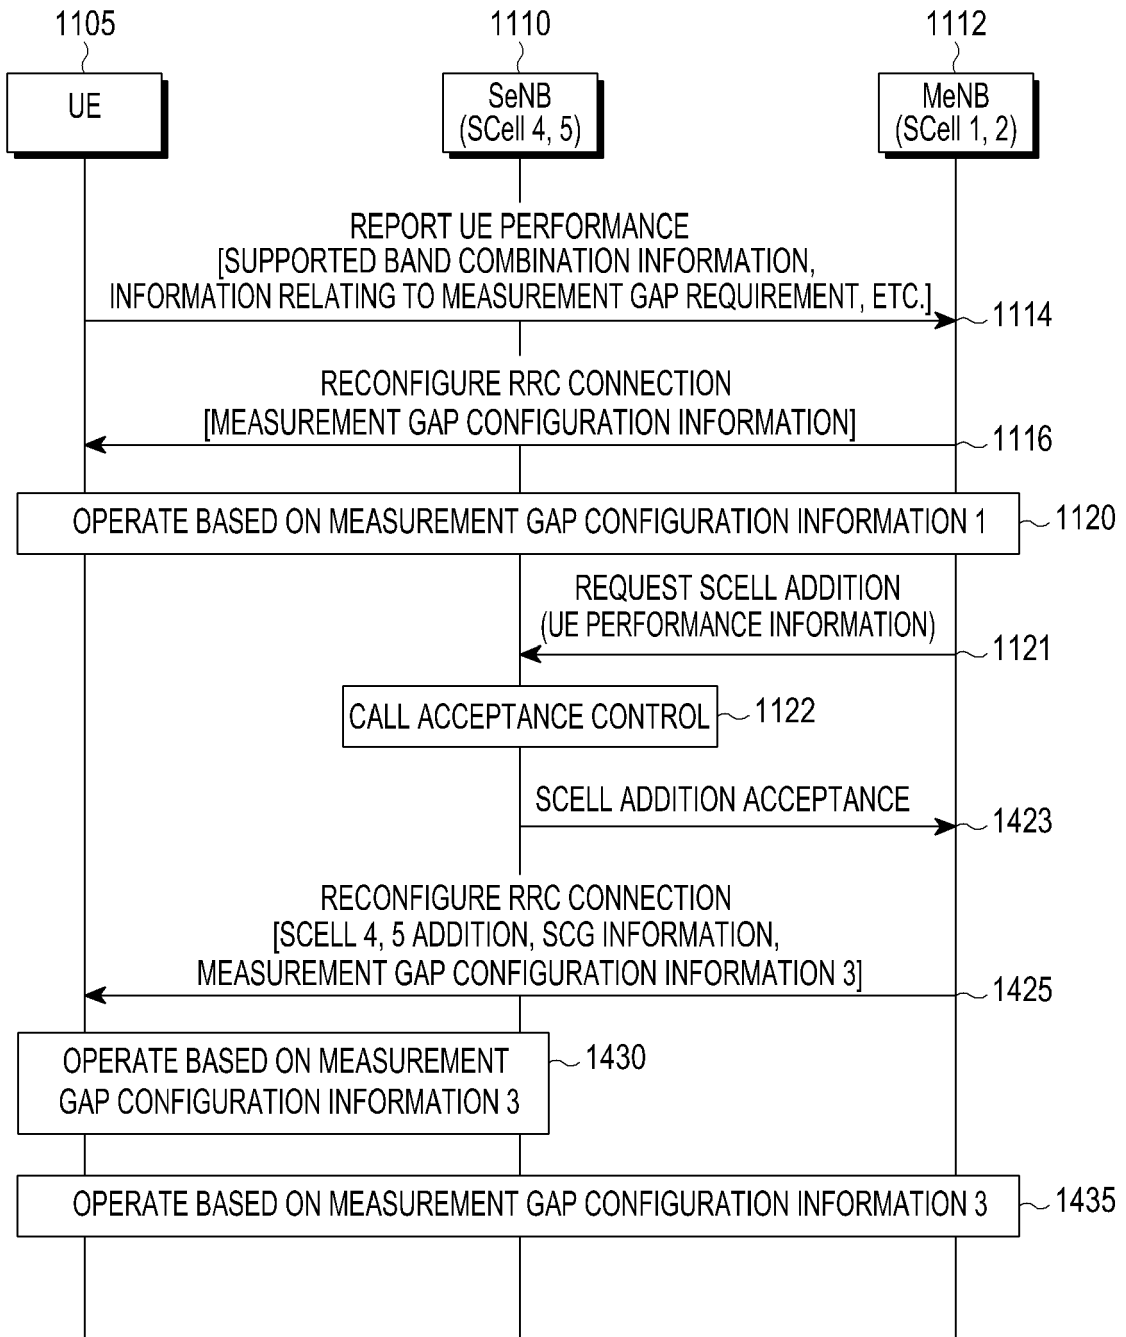 1105
1110
1112
UE
SeNB
(SCell 4, 5)
MeNB
(SCell 1, 2)
REPORT UE PERFORMANCE
[SUPPORTED BAND COMBINATION INFORMATION,
INFORMATION RELATING TO MEASUREMENT GAP REQUIREMENT, ETC.]
1114
RECONFIGURE RRC CONNECTION
[MEASUREMENT GAP CONFIGURATION INFORMATION]
1116
OPERATE BASED ON MEASUREMENT GAP CONFIGURATION INFORMATION 1
1120
REQUEST SCELL ADDITION
(UE PERFORMANCE INFORMATION)
1121
CALL ACCEPTANCE CONTROL
1122
SCELL ADDITION ACCEPTANCE
1423
RECONFIGURE RRC CONNECTION
[SCELL 4, 5 ADDITION, SCG INFORMATION,
MEASUREMENT GAP CONFIGURATION INFORMATION 3]
1425
OPERATE BASED ON MEASUREMENT
GAP CONFIGURATION INFORMATION 3
1430
OPERATE BASED ON MEASUREMENT GAP CONFIGURATION INFORMATION 3
1435